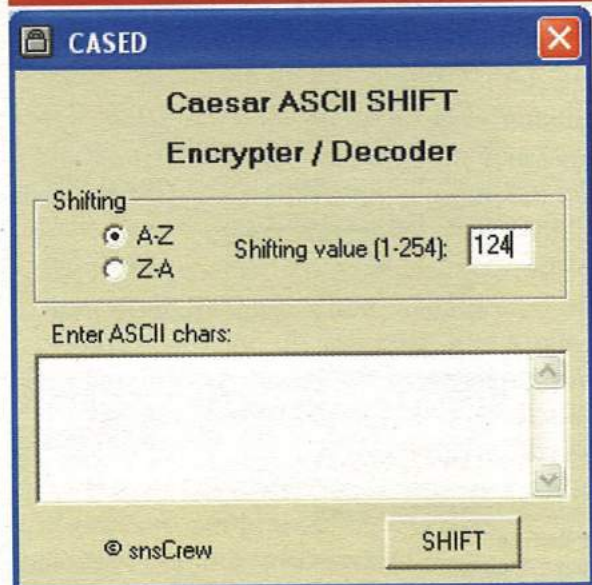 CASED
Caesar ASCII SHIFT
Encrypter / Decoder
Shifting
A-Z
Z-A
Shifting value (1-254): 124
Enter ASCII chars:
© snsCrew
SHIFT